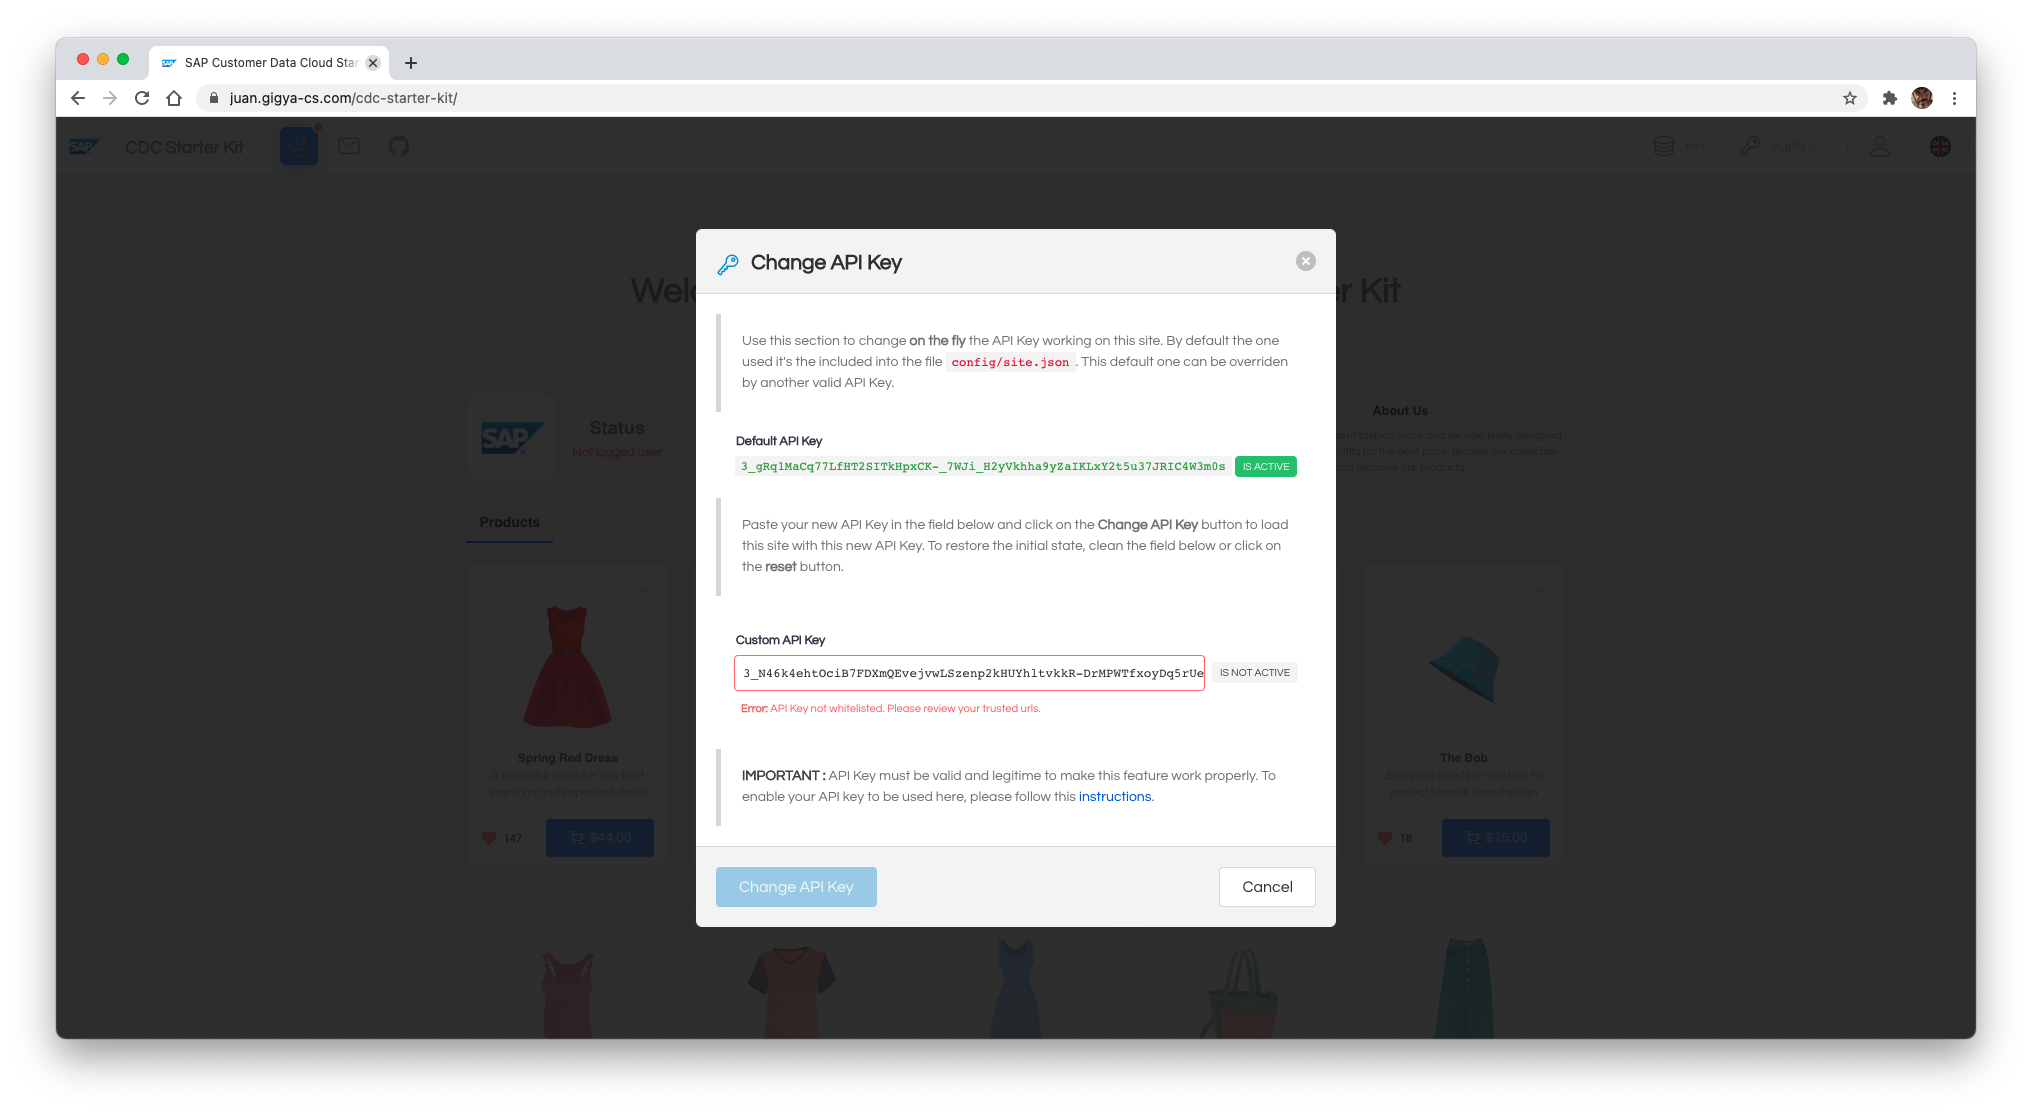 SAP Customer Data Cloud Star
juan.gigya-cs.com/cdc-starter-kit/
SAP
CDC Starter Kit
eu1
3_gRq1...
Change API Key
Kit
Use this section to change on the fly the API Key working on this site. By default the one
used it's the included into the file config/site.json . This default one can be overriden
by another valid API Key.
Default API Key
3_gRq1MaCq77LfHT2SITkHpxCK-_7WJi_H2yVkhha9yZaIKLxY2t5u37JRIC4W3m0s IS ACTIVE
SAP
Status
Not logged user
About Us
fashion store and we sale finely designed
for the best price. Browse our collection
and discover our products.
Paste your new API Key in the field below and click on the Change API Key button to load
this site with this new API Key. To restore the initial state, clean the field below or click on
the reset button.
Products
Custom API Key
3_N46k4ehtOciB7FDXmQEvejvwLSzenp2kHUYhltvkkR-DrMPWTfxoyDq5rUe IS NOT ACTIVE
Error: API Key not whitelisted. Please review your trusted urls.
IMPORTANT : API Key must be valid and legitime to make this feature work properly. To
enable your API key to be used here, please follow this instructions.
Change API Key
Cancel
Spring Red Dress
A beautiful dress for you best
evenings and important dates
147
$44.00
The Bob
Everyone needs a nice bob to
protect himself from the sun
16
$15.00